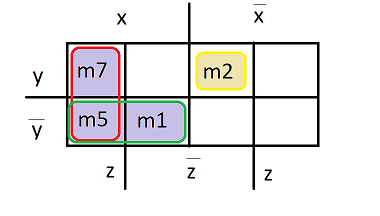 x x̅
y m7 m2
y̅ m5 m1
z z̅ z